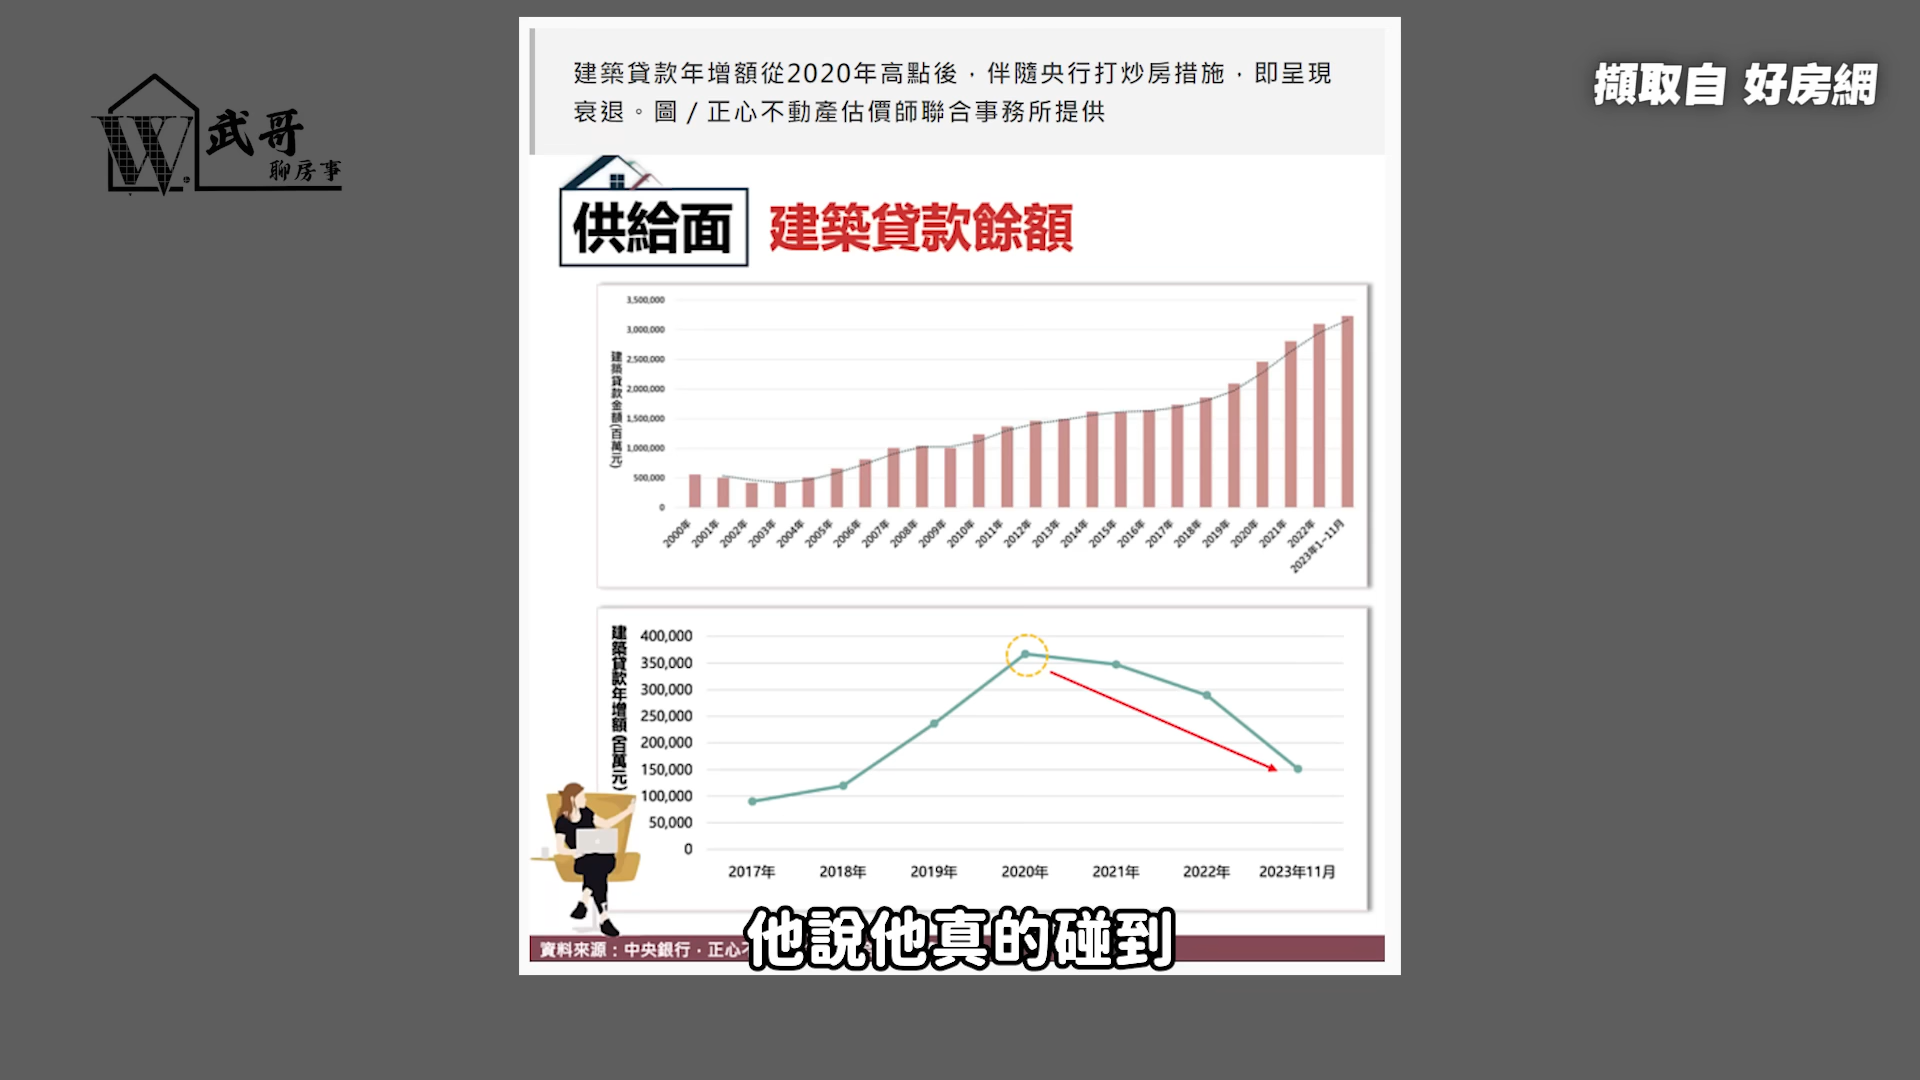 建築貸款年增額從2020年高點後，伴隨央行打炒房措施，即呈現
衰退。圖 / 正心不動產估價師聯合事務所提供
擷取自 好房網
W.
武哥
聊房事
供給面
建築貸款餘額
建築貸款金額(百萬元)
3,500,000
3,000,000
2,500,000
2,000,000
1,500,000
1,000,000
500,000
0
2000年 2001年 2002年 2003年 2004年 2005年 2006年 2007年 2008年 2009年 2010年 2011年 2012年 2013年 2014年 2015年 2016年 2017年 2018年 2019年 2020年 2021年 2022年 2023年1~11月
建築貸款年增額(百萬元)
400,000
350,000
300,000
250,000
200,000
150,000
100,000
50,000
0
2017年 2018年 2019年 2020年 2021年 2022年 2023年11月
資料來源：中央銀行．正心
他說他真的碰到